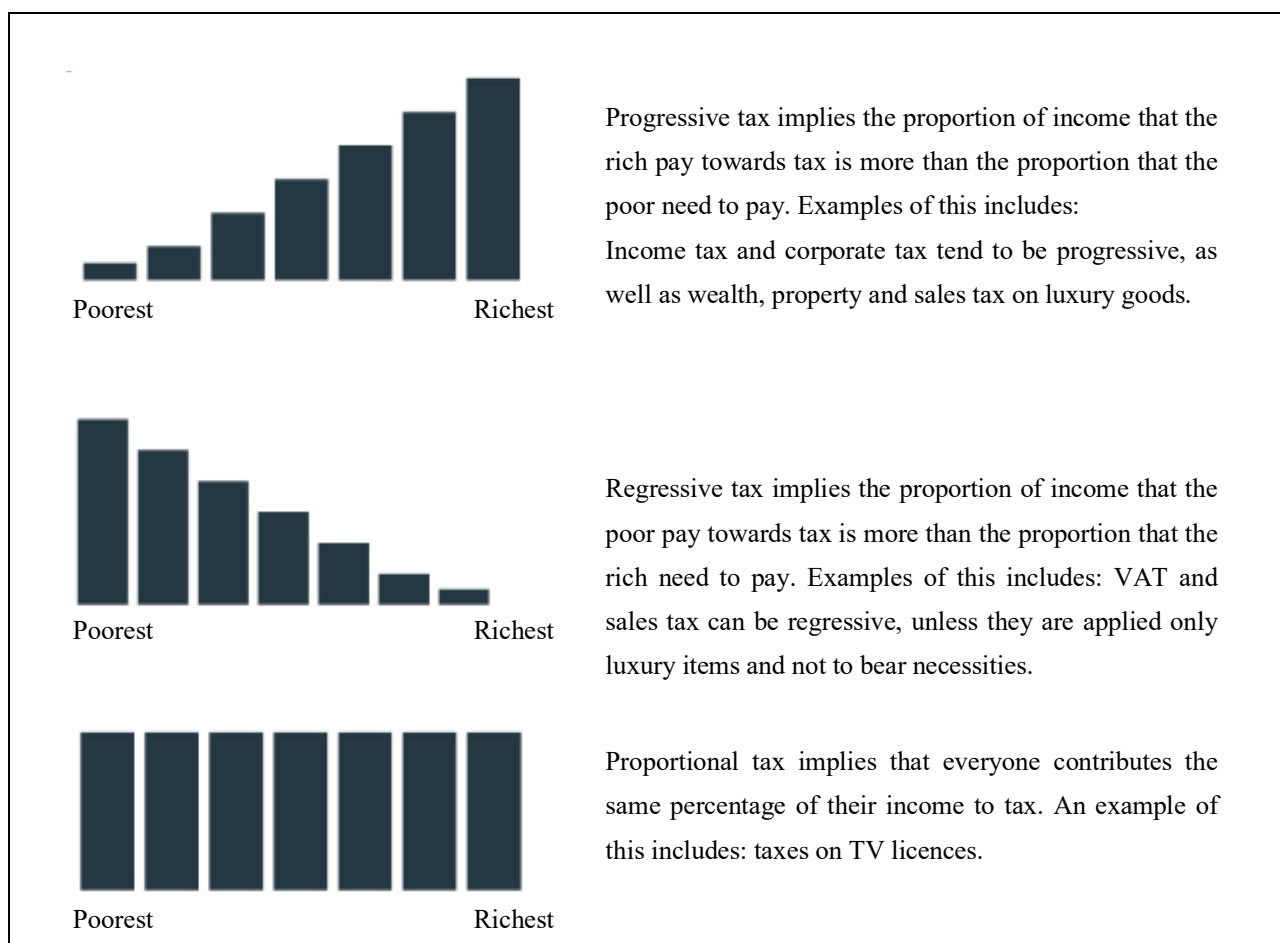 Progressive tax implies the proportion of income that the
rich pay towards tax is more than the proportion that the
poor need to pay. Examples of this includes:
Income tax and corporate tax tend to be progressive, as
well as wealth, property and sales tax on luxury goods.
Poorest Richest
Regressive tax implies the proportion of income that the
poor pay towards tax is more than the proportion that the
rich need to pay. Examples of this includes: VAT and
sales tax can be regressive, unless they are applied only
luxury items and not to bear necessities.
Poorest Richest
Proportional tax implies that everyone contributes the
same percentage of their income to tax. An example of
this includes: taxes on TV licences.
Poorest Richest